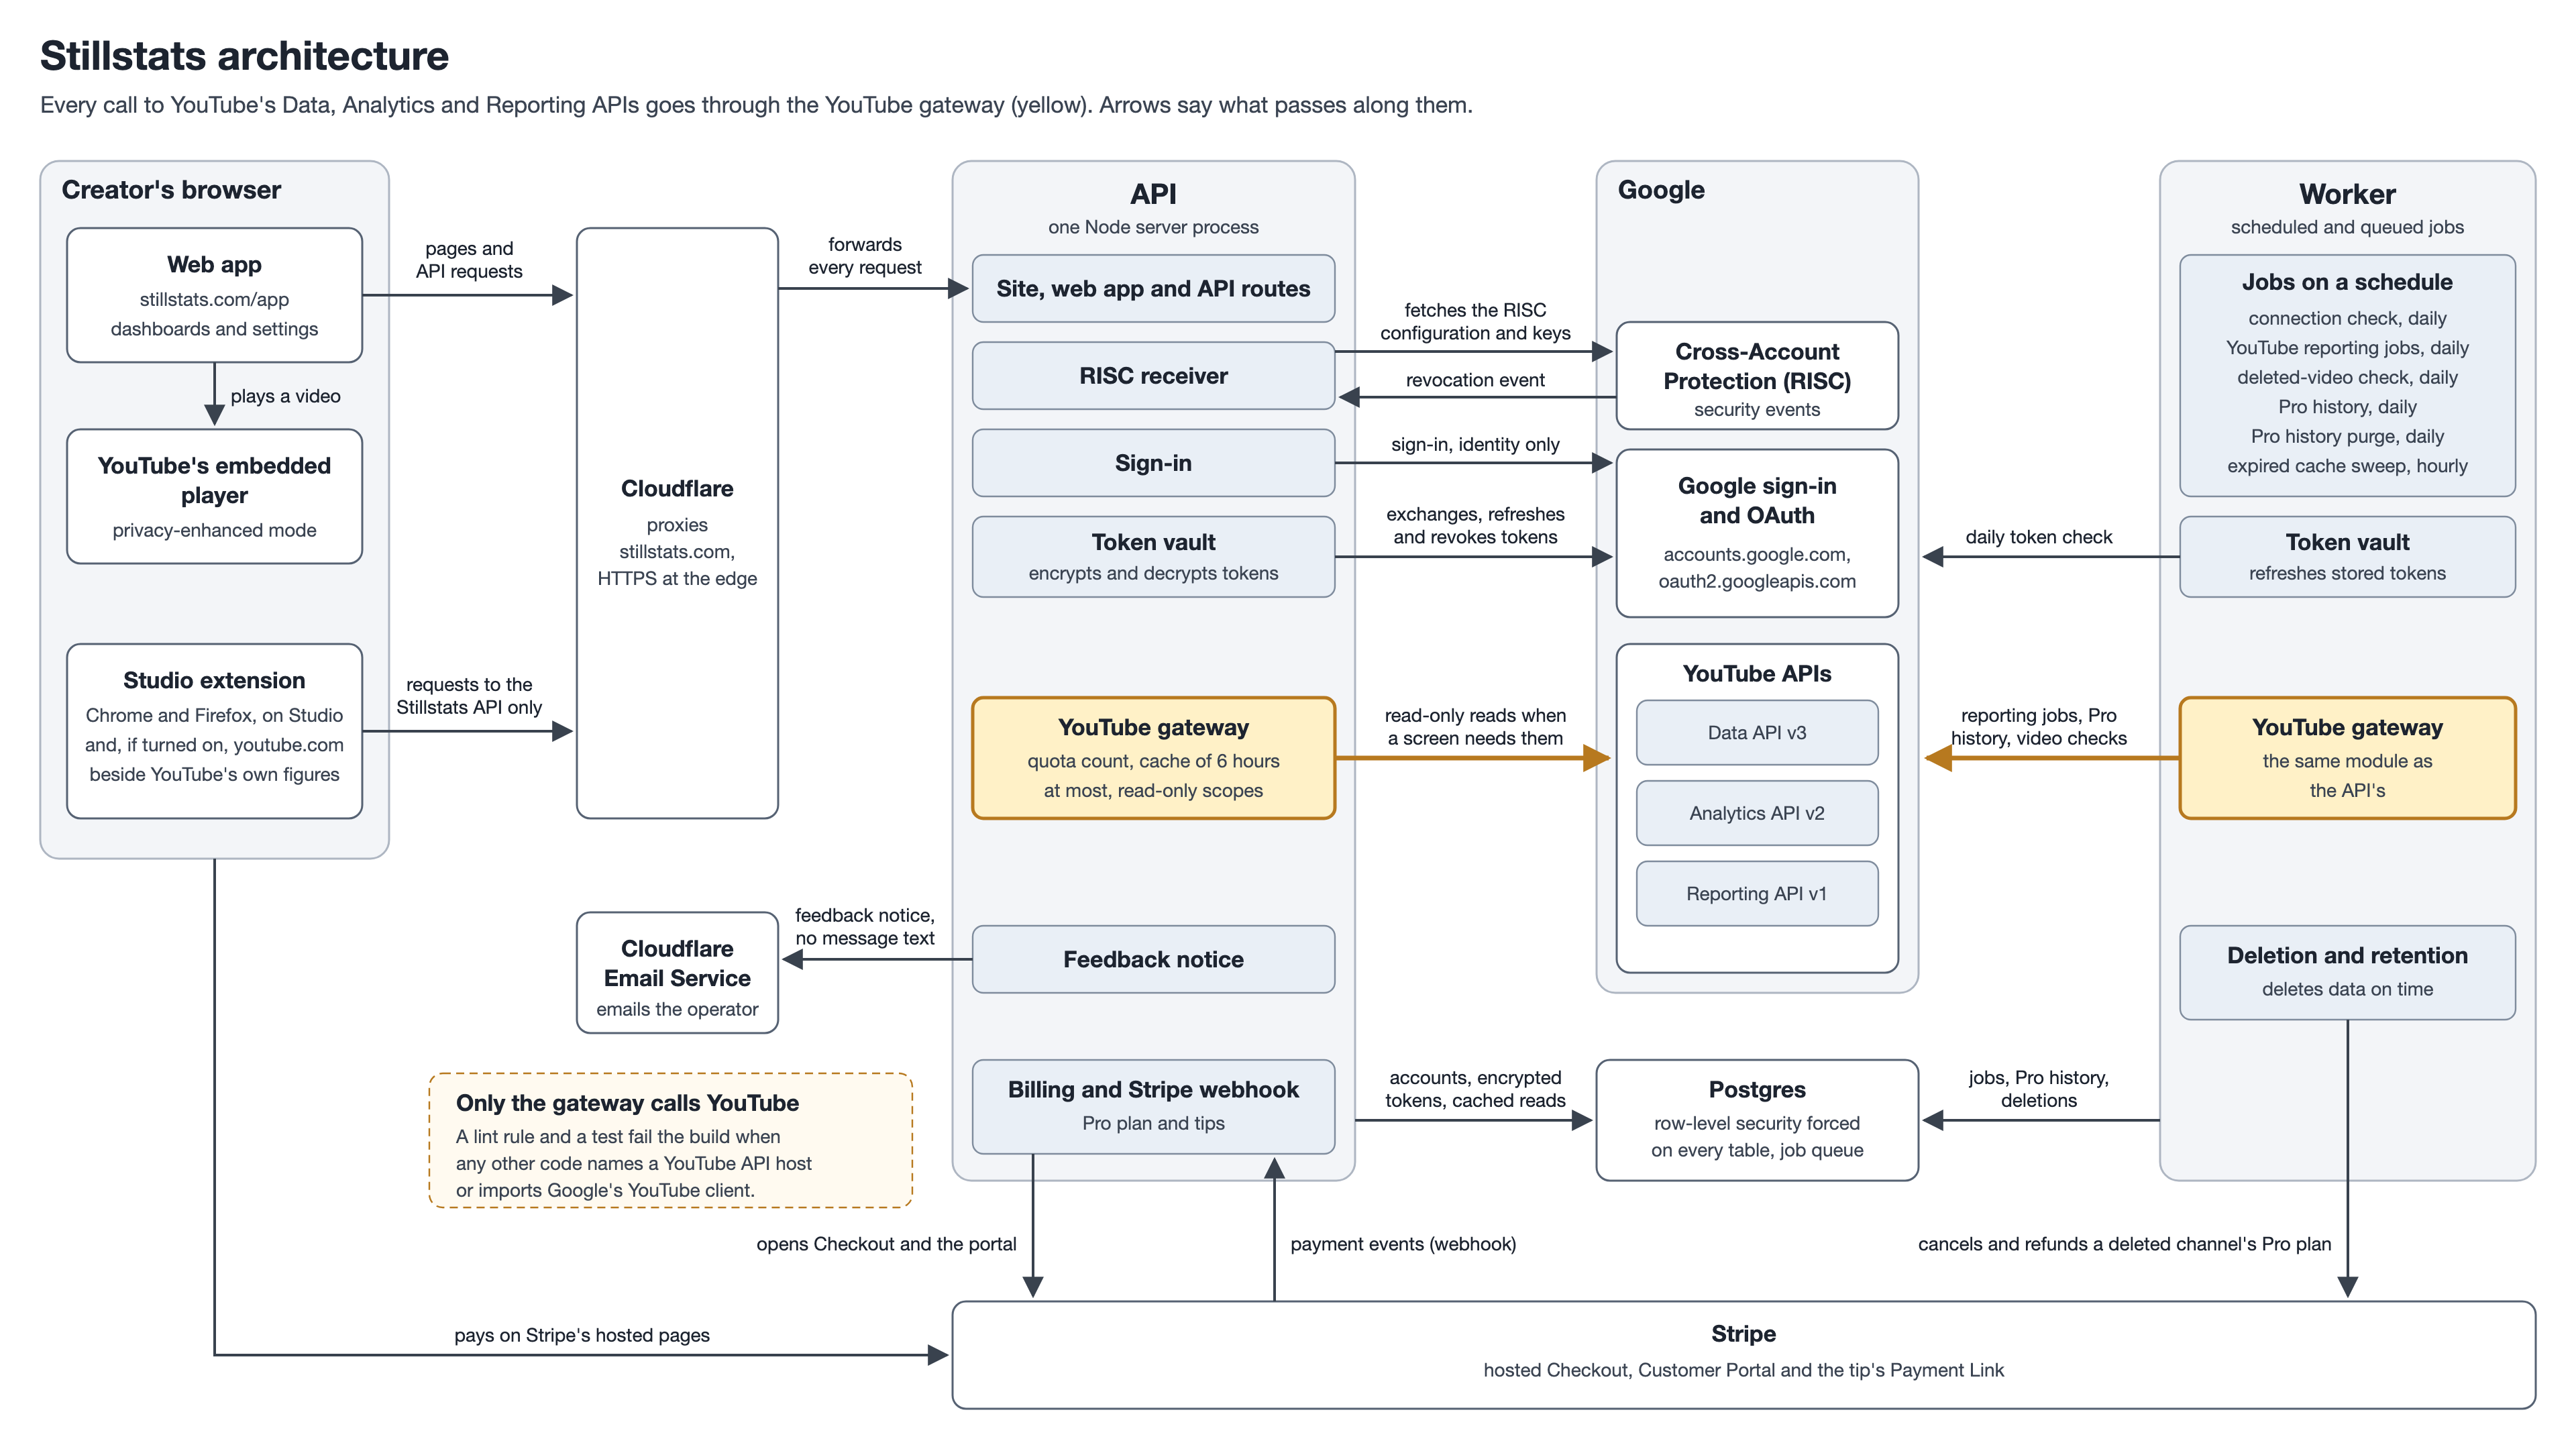 Stillstats architecture
Every call to YouTube's Data, Analytics and Reporting APIs goes through the YouTube gateway (yellow). Arrows say what passes along them.
Creator's browser
Web app
stillstats.com/app
dashboards and settings
plays a video
YouTube's embedded
player
privacy-enhanced mode
Studio extension
Chrome and Firefox, on Studio
and, if turned on, youtube.com
beside YouTube's own figures
pages and
API requests
requests to the
Stillstats API only
Cloudflare
proxies
stillstats.com,
HTTPS at the edge
forwards
every request
API
one Node server process
Site, web app and API routes
RISC receiver
Sign-in
Token vault
encrypts and decrypts tokens
YouTube gateway
quota count, cache of 6 hours
at most, read-only scopes
Feedback notice
Billing and Stripe webhook
Pro plan and tips
feedback notice,
no message text
Cloudflare
Email Service
emails the operator
Only the gateway calls YouTube
A lint rule and a test fail the build when
any other code names a YouTube API host
or imports Google's YouTube client.
fetches the RISC
configuration and keys
revocation event
sign-in, identity only
exchanges, refreshes
and revokes tokens
read-only reads when
a screen needs them
accounts, encrypted
tokens, cached reads
Google
Cross-Account
Protection (RISC)
security events
Google sign-in
and OAuth
accounts.google.com,
oauth2.googleapis.com
YouTube APIs
Data API v3
Analytics API v2
Reporting API v1
Postgres
row-level security forced
on every table, job queue
daily token check
reporting jobs, Pro
history, video checks
jobs, Pro history,
deletions
Worker
scheduled and queued jobs
Jobs on a schedule
connection check, daily
YouTube reporting jobs, daily
deleted-video check, daily
Pro history, daily
Pro history purge, daily
expired cache sweep, hourly
Token vault
refreshes stored tokens
YouTube gateway
the same module as
the API's
Deletion and retention
deletes data on time
opens Checkout and the portal
payment events (webhook)
cancels and refunds a deleted channel's Pro plan
pays on Stripe's hosted pages
Stripe
hosted Checkout, Customer Portal and the tip's Payment Link